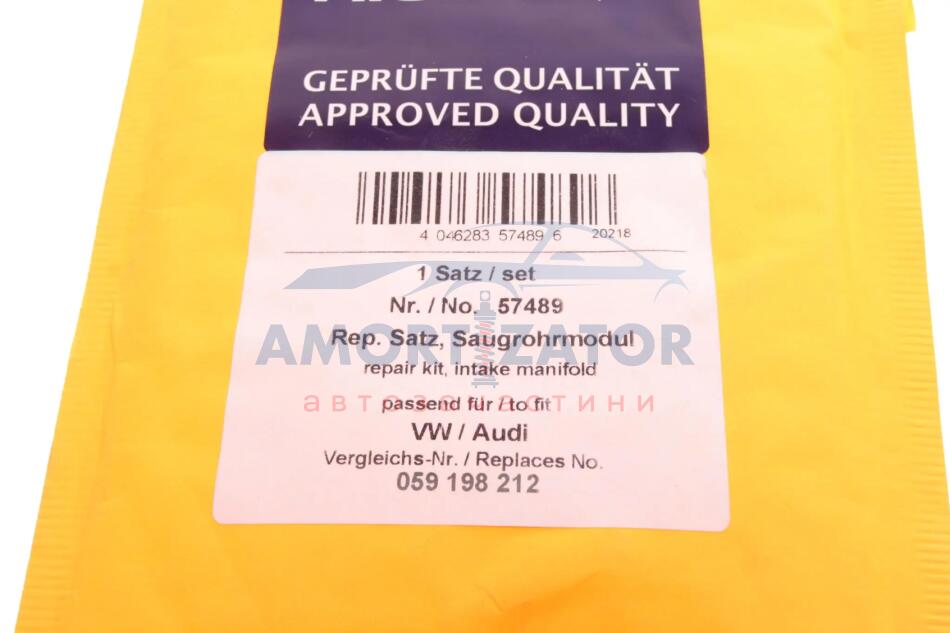 GEPRÜFTE QUALITÄT
APPROVED QUALITY
4 046283 57489 6 20218
1 Satz / set
Nr. / No. 57489
Rep. Satz, Saugrohrmodul
AMORTIZATOR
repair kit, intake manifold
passend für / to fit
автозапчастини
VW / Audi
Vergleichs-Nr. / Replaces No.
059 198 212